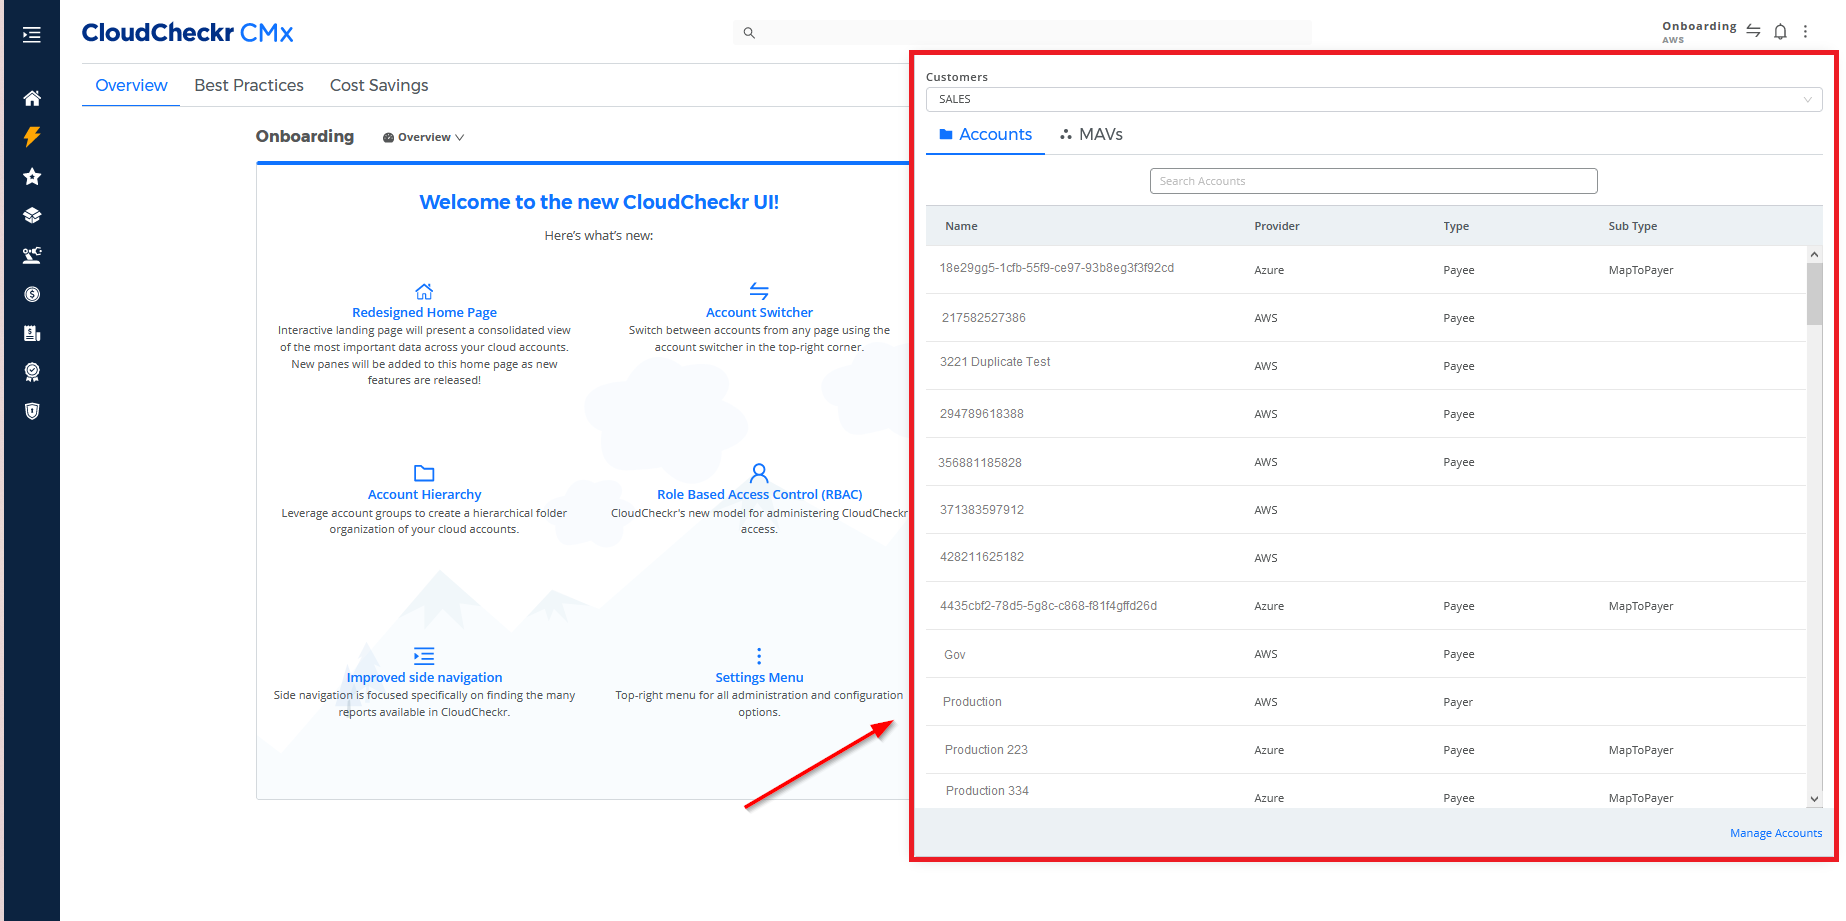 CloudCheckr CMx
Onboarding
AWS
Overview Best Practices Cost Savings
Onboarding Overview
Welcome to the new CloudCheckr UI!
Here's what's new:
Redesigned Home Page
Interactive landing page will present a consolidated view
of the most important data across your cloud accounts.
New panes will be added to this home page as new
features are released!
Account Switcher
Switch between accounts from any page using the
account switcher in the top-right corner.
Account Hierarchy
Leverage account groups to create a hierarchical folder
organization of your cloud accounts.
Role Based Access Control (RBAC)
CloudCheckr's new model for administering CloudCheckr
access.
Improved side navigation
Side navigation is focused specifically on finding the many
reports available in CloudCheckr.
Settings Menu
Top-right menu for all administration and configuration
options.
Customers
SALES
Accounts MAVs
Search Accounts
Name Provider Type Sub Type
18e29gg5-1cfb-55f9-ce97-93b8eg3f3f92cd Azure Payee MapToPayer
217582527386 AWS Payee
3221 Duplicate Test AWS Payee
294789618388 AWS Payee
356881185828 AWS Payee
371383597912 AWS
428211625182 AWS
4435cbf2-78d5-5g8c-c868-f81f4gffd26d Azure Payee MapToPayer
Gov AWS Payee
Production AWS Payer
Production 223 Azure Payee MapToPayer
Production 334 Azure Payee MapToPayer
Manage Accounts